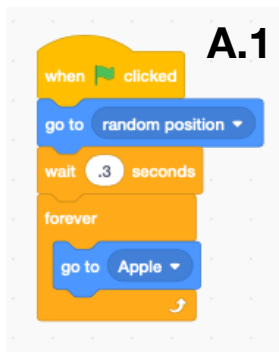 A.1
when clicked
go to random position
wait .3 seconds
forever
go to Apple